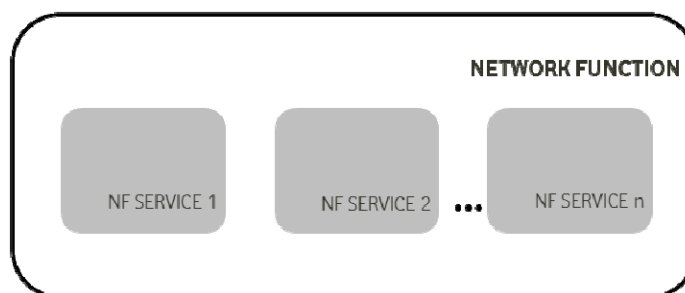 NETWORK FUNCTION
NF SERVICE 1
NF SERVICE 2
...
NF SERVICE n